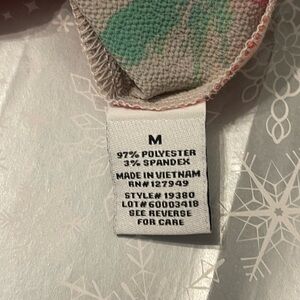 M
97% POLYESTER
3% SPANDEX
MADE IN VIETNAM
RN#127949
STYLE# 19380
LOT# 60003418
SEE REVERSE
FOR CARE